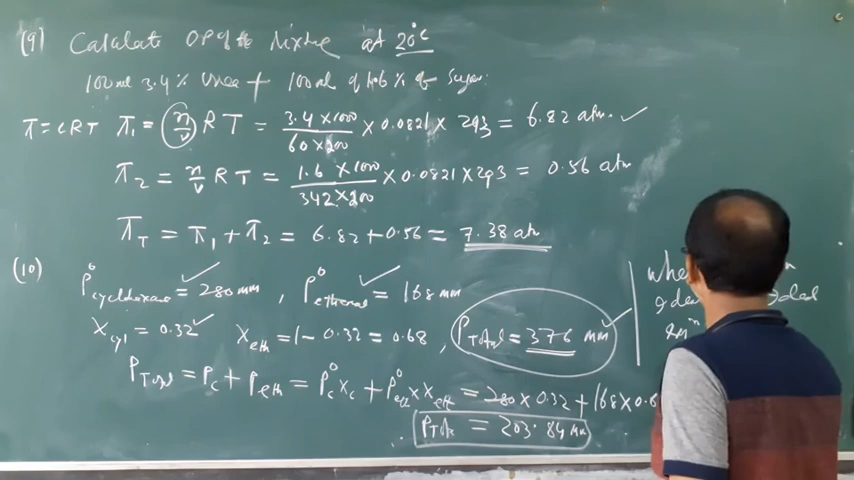 (9) Calculate OP of the Mixture at 20°C
100ml 3.4% Urea + 100ml of 1.6% of Sugar.
π = CRT π₁ = (n/v) RT = 3.4×1000/60×200 × 0.0821 × 293 = 6.82 atm. ✓
π₂ = n/v RT = 1.6×1000/342×200 × 0.0821×293 = 0.56 atm
π_T = π₁ + π₂ = 6.82 + 0.56 = 7.38 atm
(10) P°cyclohexane = 280 mm, P°ethanol = 168 mm
X_cyl = 0.32 ✓ X_eth = 1 - 0.32 = 0.68, P_Total = 376 mm
P_Total = P_C + P_eth = P°_C X_C + P°_eth × X_eth = 280 × 0.32 + 168 × 0.6
∴ P_Tot = 203.84 mm
when